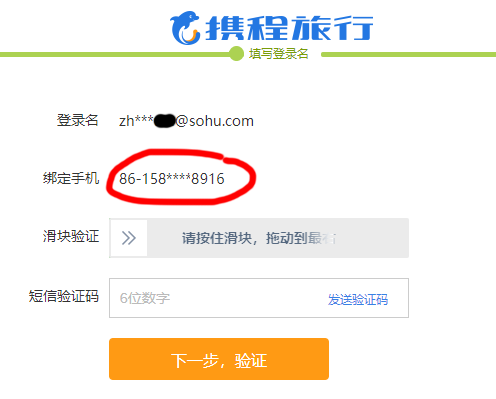 携程旅行
填写登录名
登录名 zh***@sohu.com
绑定手机 86-158****8916
滑块验证 请按住滑块，拖动到最右
短信验证码 6位数字 发送验证码
下一步，验证